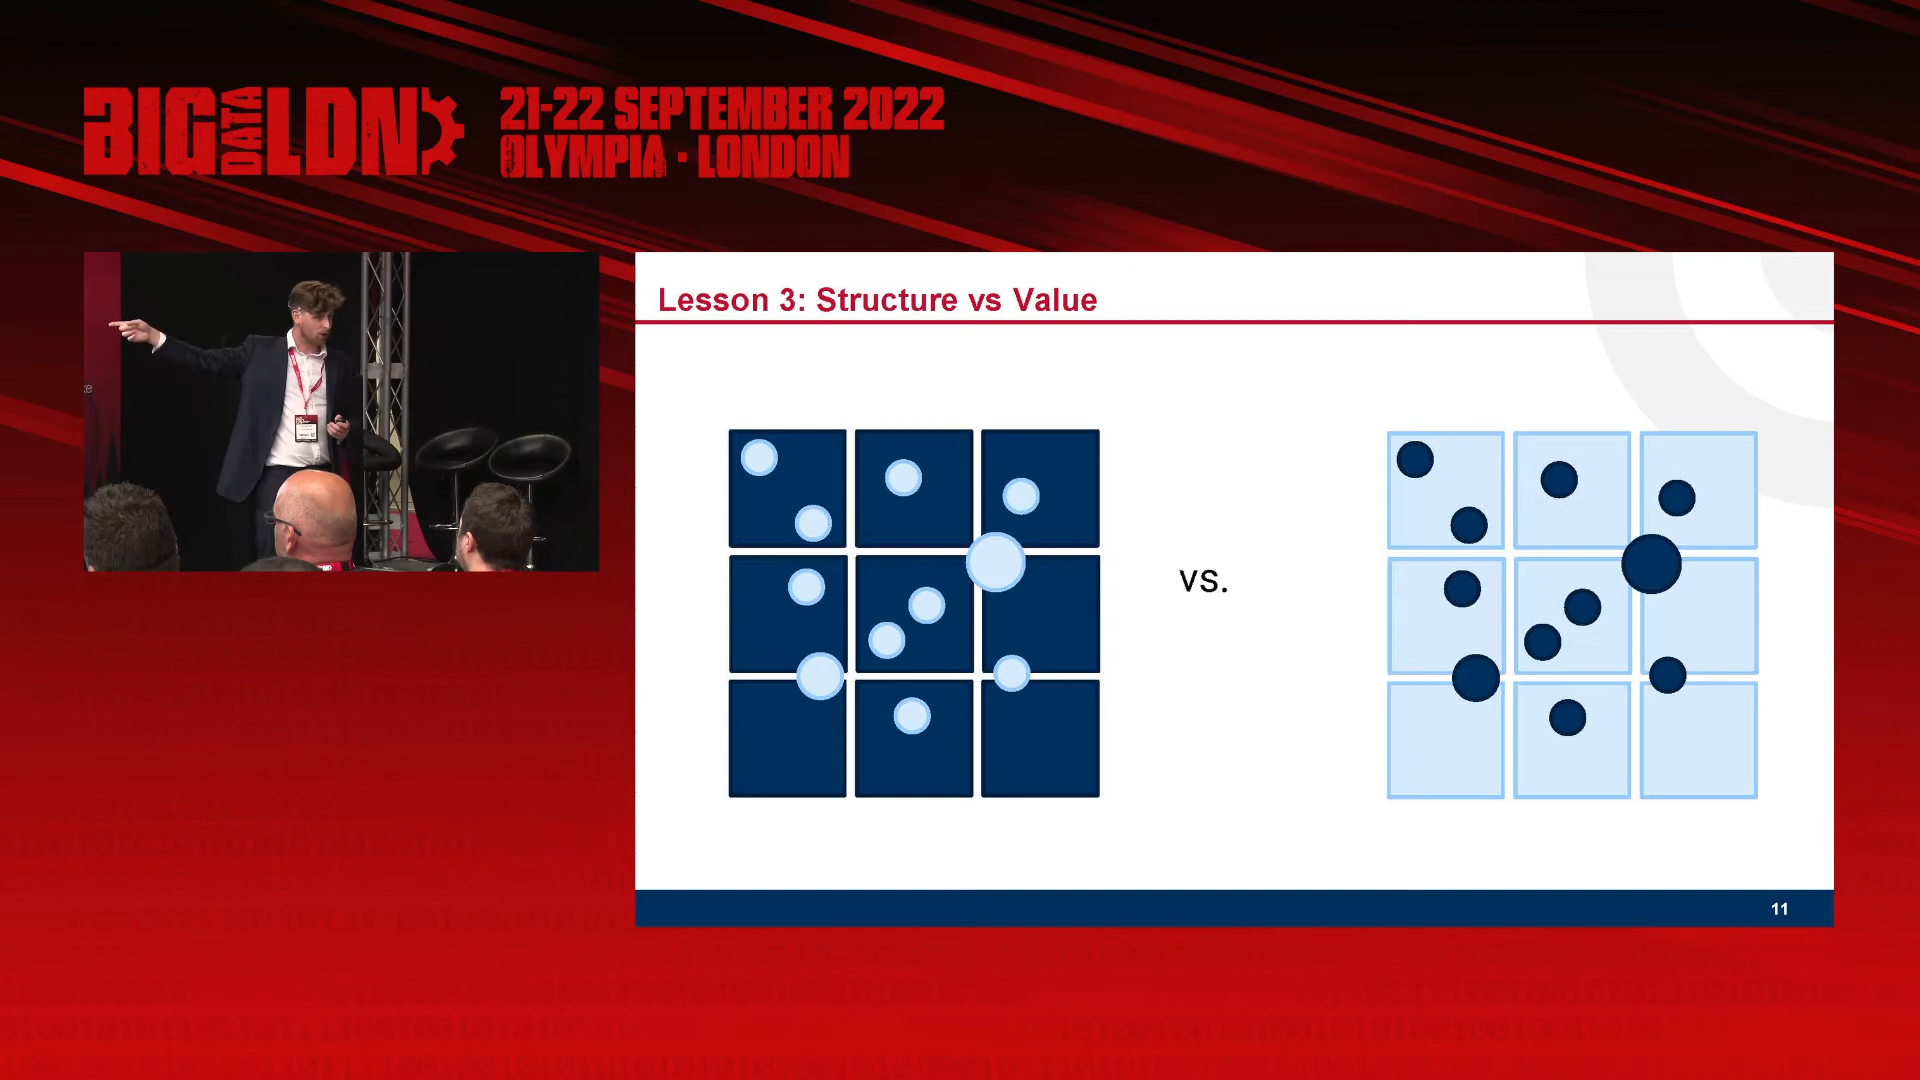 BIG DATA LDN
21-22 SEPTEMBER 2022
OLYMPIA · LONDON
Lesson 3: Structure vs Value
vs.
11